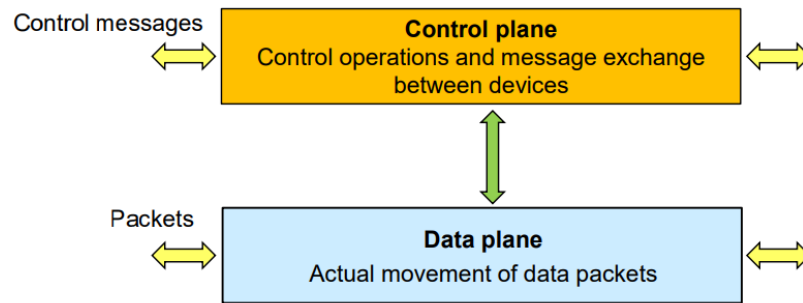 Control messages
Control plane
Control operations and message exchange
between devices
Packets
Data plane
Actual movement of data packets